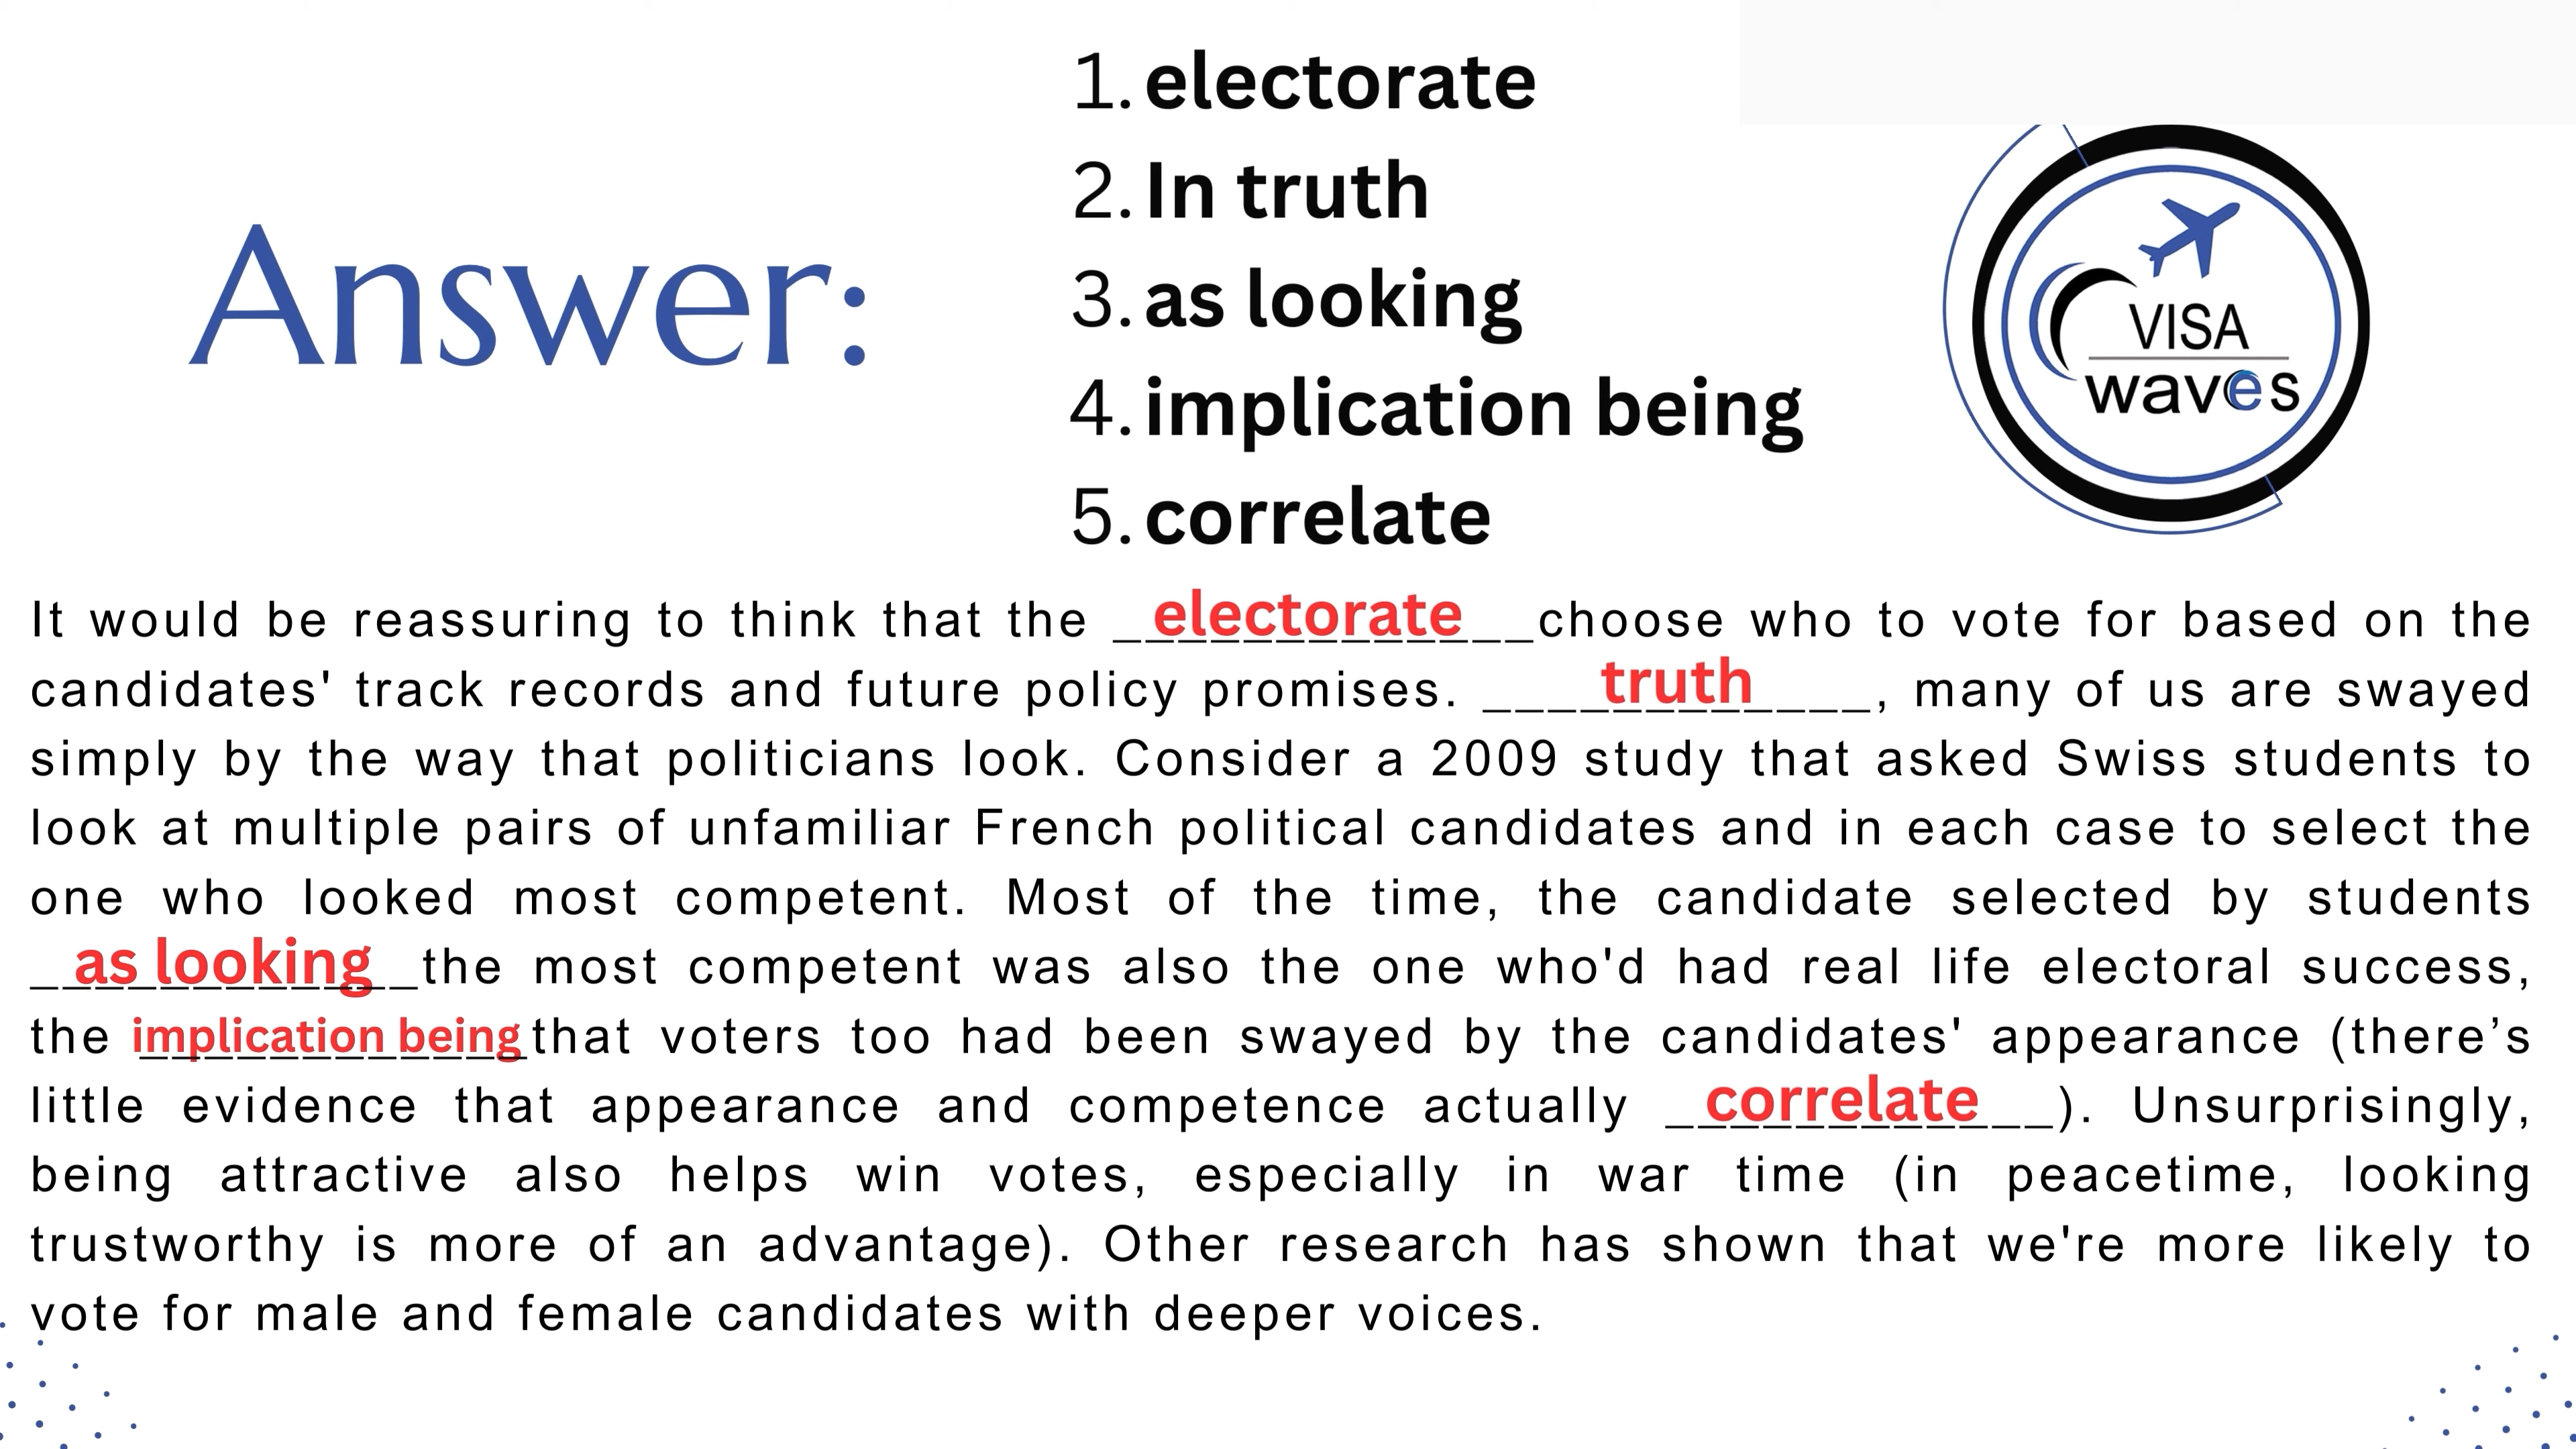 Answer:
1. electorate
2. In truth
3. as looking
4. implication being
5. correlate
VISA
waves
It would be reassuring to think that the ____electorate____choose who to vote for based on the
candidates' track records and future policy promises. ____truth____, many of us are swayed
simply by the way that politicians look. Consider a 2009 study that asked Swiss students to
look at multiple pairs of unfamiliar French political candidates and in each case to select the
one who looked most competent. Most of the time, the candidate selected by students
____as looking____the most competent was also the one who'd had real life electoral success,
the ____implication being____that voters too had been swayed by the candidates' appearance (there’s
little evidence that appearance and competence actually ____correlate____). Unsurprisingly,
being attractive also helps win votes, especially in war time (in peacetime, looking
trustworthy is more of an advantage). Other research has shown that we're more likely to
vote for male and female candidates with deeper voices.